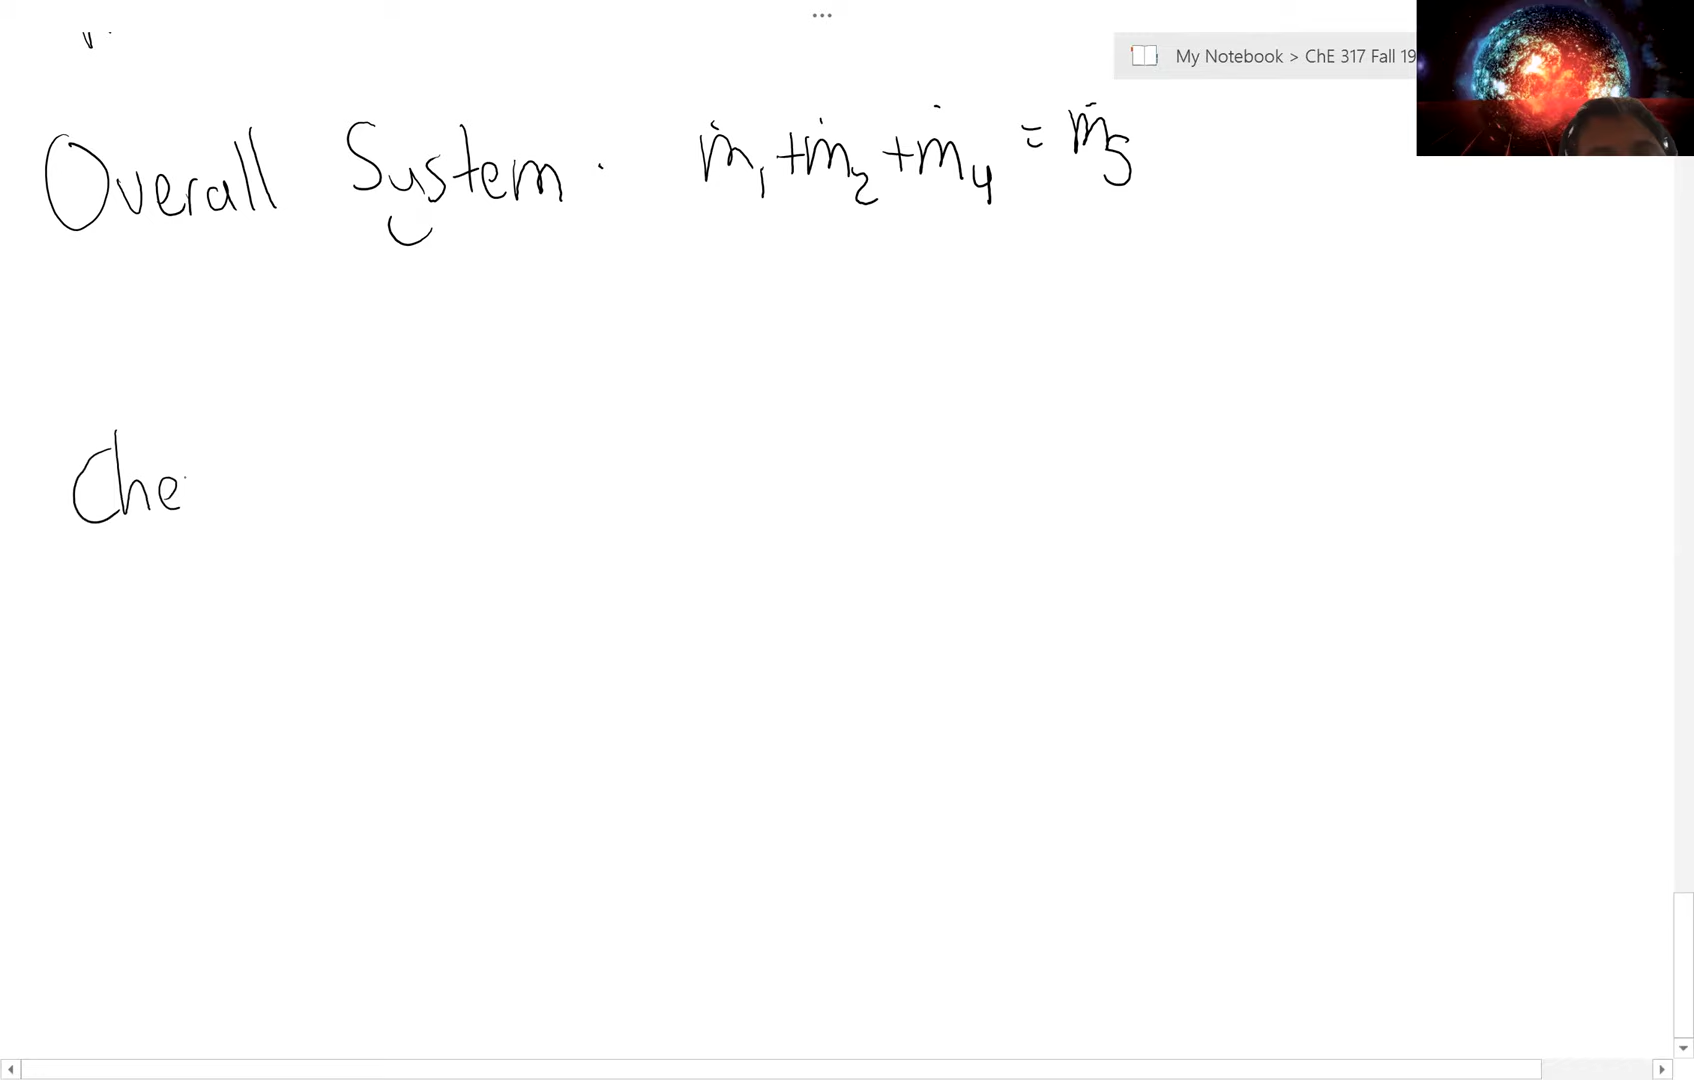 My Notebook > ChE 317 Fall 19
Overall System. ṁ₁+ṁ₂+ṁ₄ = ṁ₅
Che